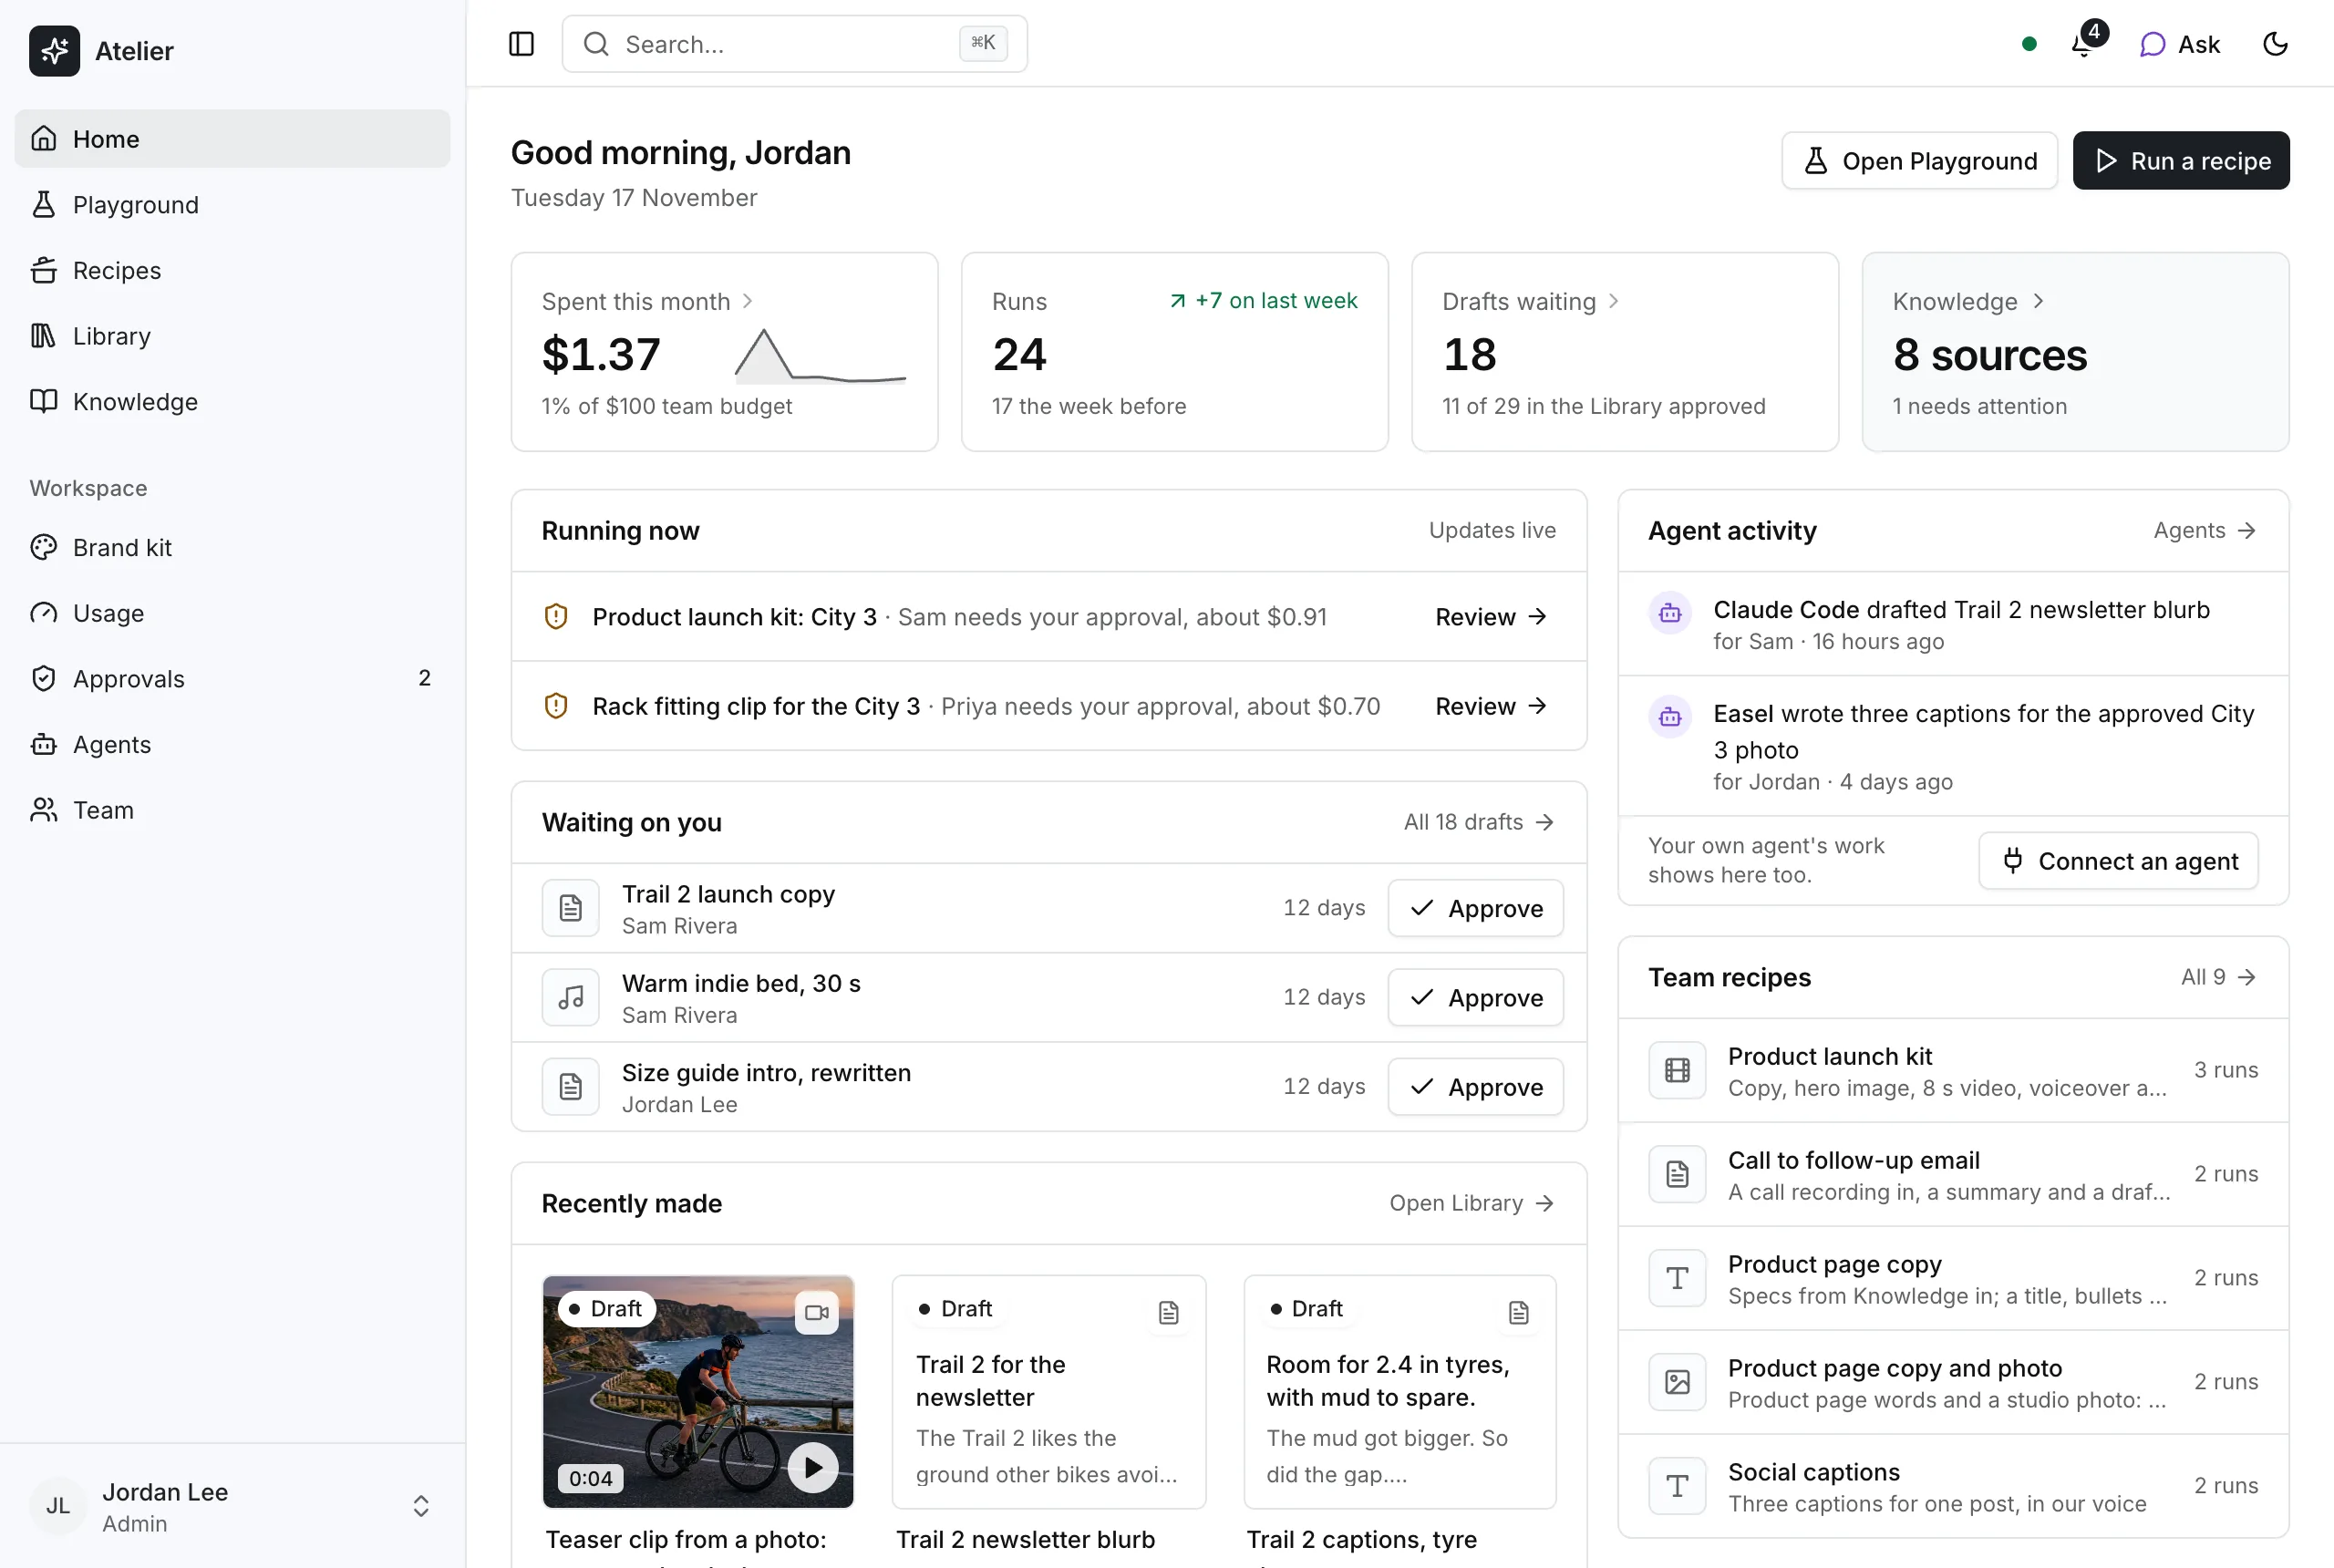 Atelier
Home
Playground
Recipes
Library
Knowledge
Workspace
Brand kit
Usage
Approvals 2
Agents
Team
JL
Jordan Lee
Admin
Search... ⌘K
4
Ask
Good morning, Jordan
Tuesday 17 November
Open Playground
Run a recipe
Spent this month
$1.37
1% of $100 team budget
Runs +7 on last week
24
17 the week before
Drafts waiting
18
11 of 29 in the Library approved
Knowledge
8 sources
1 needs attention
Running now Updates live
Product launch kit: City 3 · Sam needs your approval, about $0.91 Review
Rack fitting clip for the City 3 · Priya needs your approval, about $0.70 Review
Waiting on you All 18 drafts
Trail 2 launch copy
Sam Rivera
12 days Approve
Warm indie bed, 30 s
Sam Rivera
12 days Approve
Size guide intro, rewritten
Jordan Lee
12 days Approve
Recently made Open Library
Draft
0:04
Teaser clip from a photo:
Draft
Trail 2 for the
newsletter
The Trail 2 likes the
ground other bikes avoi...
Trail 2 newsletter blurb
Draft
Room for 2.4 in tyres,
with mud to spare.
The mud got bigger. So
did the gap....
Trail 2 captions, tyre
Agent activity Agents
Claude Code drafted Trail 2 newsletter blurb
for Sam · 16 hours ago
Easel wrote three captions for the approved City
3 photo
for Jordan · 4 days ago
Your own agent's work
shows here too.
Connect an agent
Team recipes All 9
Product launch kit
Copy, hero image, 8 s video, voiceover a...
3 runs
Call to follow-up email
A call recording in, a summary and a draf...
2 runs
Product page copy
Specs from Knowledge in; a title, bullets ...
2 runs
Product page copy and photo
Product page words and a studio photo: ...
2 runs
Social captions
Three captions for one post, in our voice
2 runs